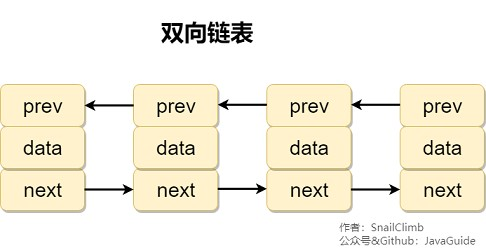 双向链表
prev prev prev prev
data data data data
next next next next
作者：SnailClimb
公众号&Github：JavaGuide